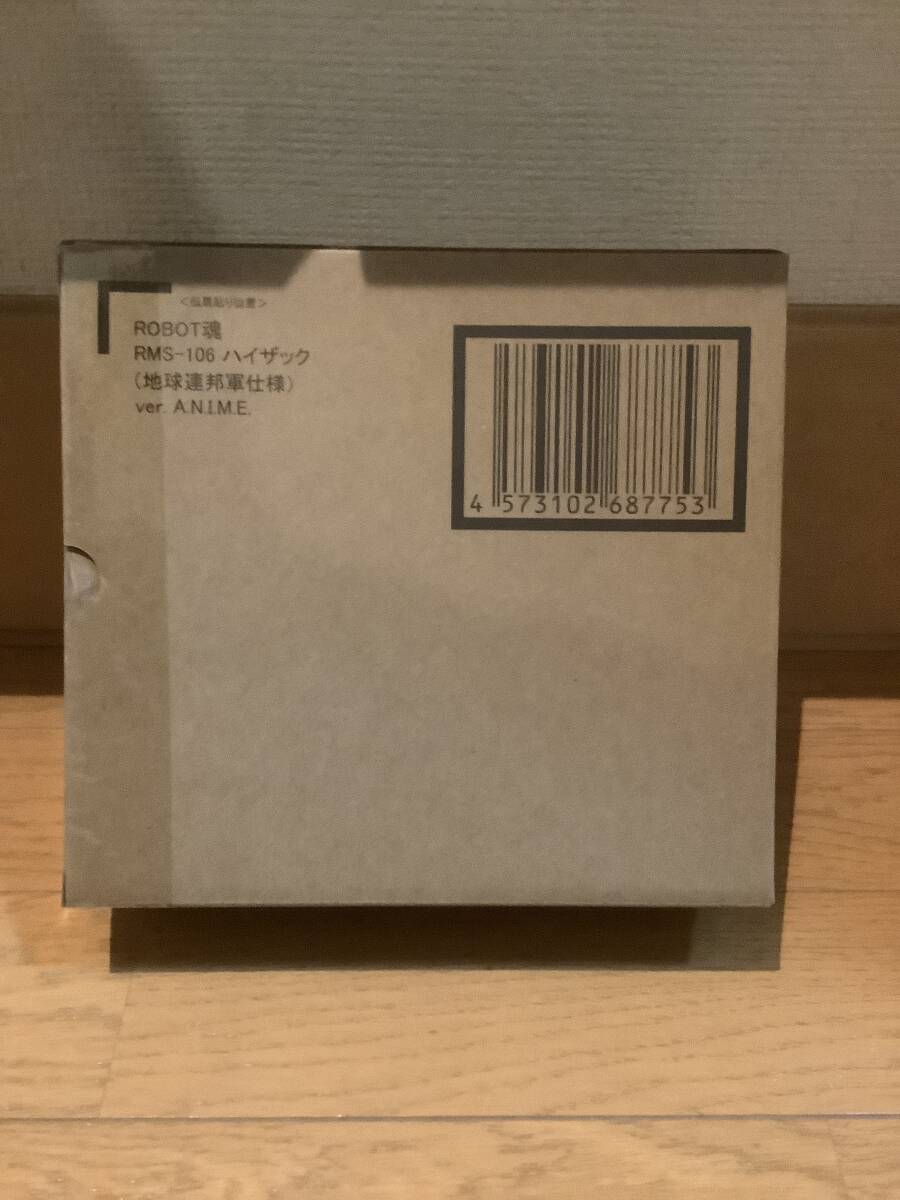 ＜伝票貼り位置＞
ROBOT魂
RMS-106 ハイザック
（地球連邦軍仕様）
ver. A.N.I.M.E.
4 573102 687753